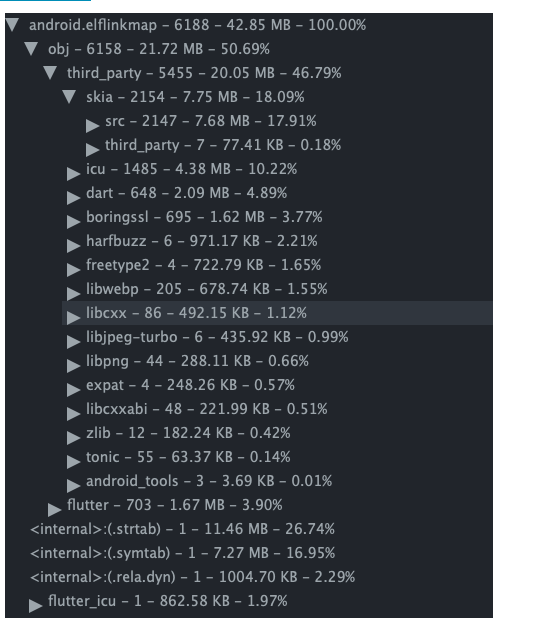 android.elflinkmap – 6188 – 42.85 MB – 100.00%
obj – 6158 – 21.72 MB – 50.69%
third_party – 5455 – 20.05 MB – 46.79%
skia – 2154 – 7.75 MB – 18.09%
src – 2147 – 7.68 MB – 17.91%
third_party – 7 – 77.41 KB – 0.18%
icu – 1485 – 4.38 MB – 10.22%
dart – 648 – 2.09 MB – 4.89%
boringssl – 695 – 1.62 MB – 3.77%
harfbuzz – 6 – 971.17 KB – 2.21%
freetype2 – 4 – 722.79 KB – 1.65%
libwebp – 205 – 678.74 KB – 1.55%
libcxx – 86 – 492.15 KB – 1.12%
libjpeg-turbo – 6 – 435.92 KB – 0.99%
libpng – 44 – 288.11 KB – 0.66%
expat – 4 – 248.26 KB – 0.57%
libcxxabi – 48 – 221.99 KB – 0.51%
zlib – 12 – 182.24 KB – 0.42%
tonic – 55 – 63.37 KB – 0.14%
android_tools – 3 – 3.69 KB – 0.01%
flutter – 703 – 1.67 MB – 3.90%
<internal>:(.strtab) – 1 – 11.46 MB – 26.74%
<internal>:(.symtab) – 1 – 7.27 MB – 16.95%
<internal>:(.rela.dyn) – 1 – 1004.70 KB – 2.29%
flutter_icu – 1 – 862.58 KB – 1.97%